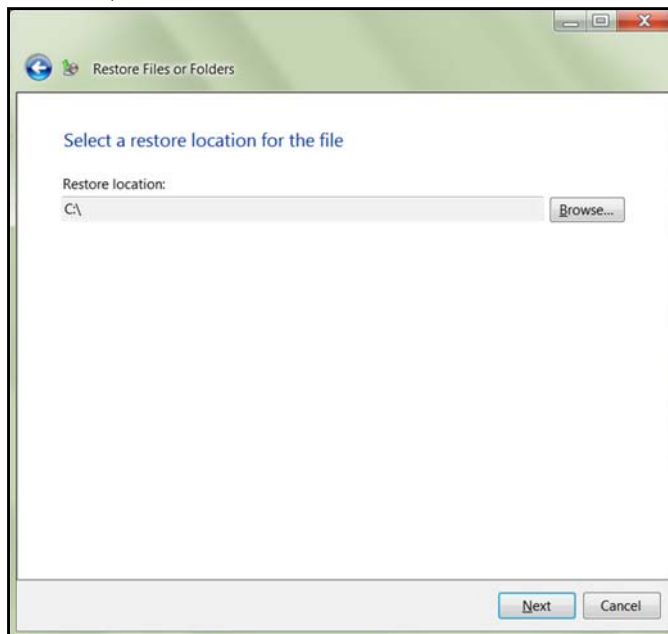 Restore Files or Folders
Select a restore location for the file
Restore location:
C:\
Browse...
Next
Cancel